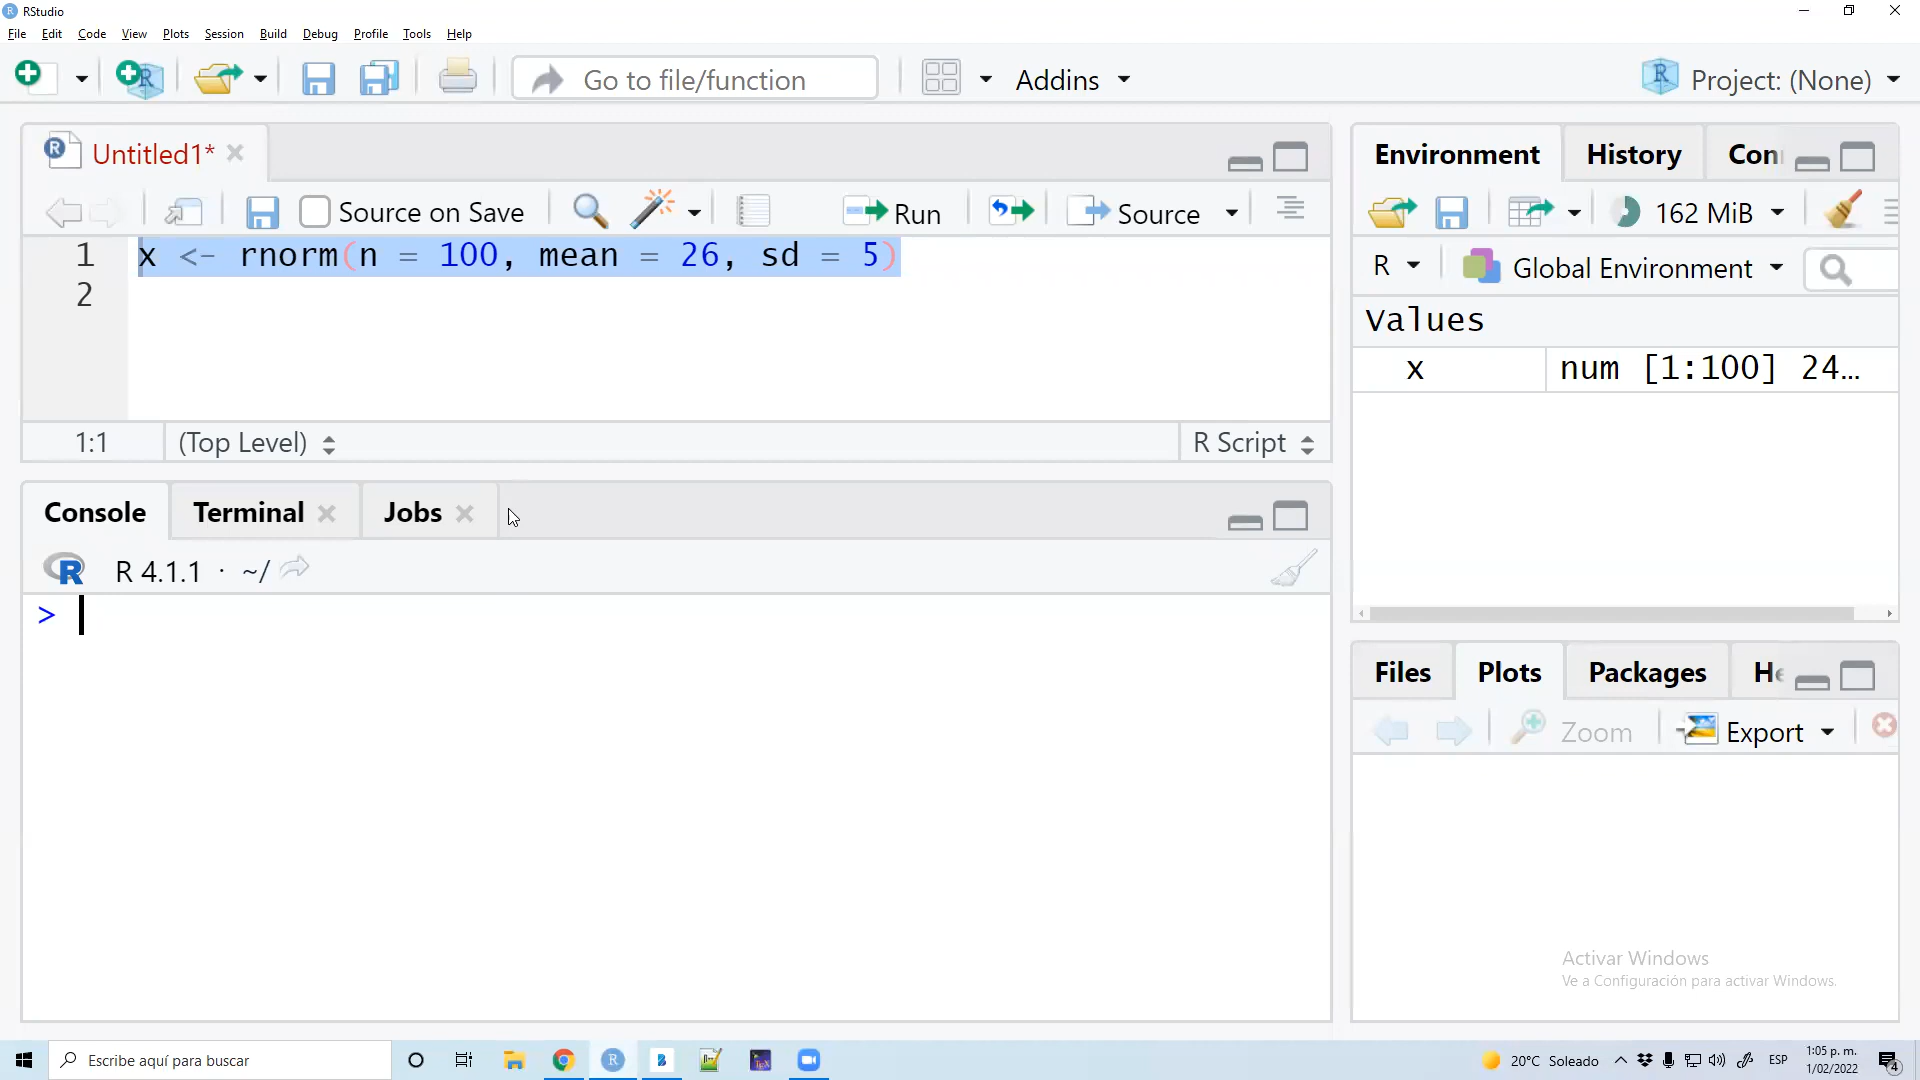 RStudio
File Edit Code View Plots Session Build Debug Profile Tools Help
Go to file/function Addins Project: (None)
Untitled1*
Source on Save Run Source
1 x <- rnorm(n = 100, mean = 26, sd = 5)
2
1:1 (Top Level) R Script
Console Terminal Jobs
R 4.1.1 · ~/
>
Environment History Con
162 MiB
R Global Environment
Values
x num [1:100] 24…
Files Plots Packages He
Zoom Export
Activar Windows
Ve a Configuración para activar Windows.
Escribe aquí para buscar
20°C Soleado ESP 1:05 p. m.
1/02/2022
4